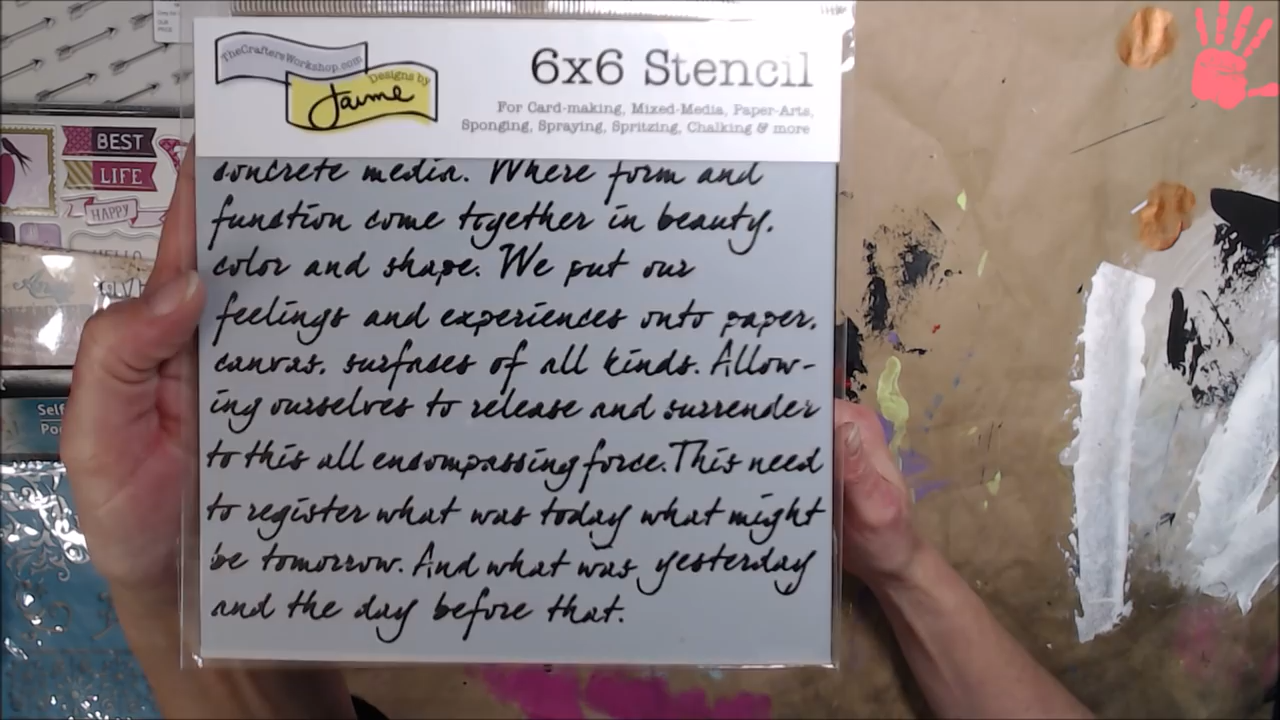 TheCraftersWorkshop.com
Designs by
Jaime
6x6 Stencil
For Card-making, Mixed-Media, Paper-Arts,
Sponging, Spraying, Spritzing, Chalking & more
concrete media. Where form and
function come together in beauty.
color and shape. We put our
feelings and experiences onto paper.
canvas. surfaces of all kinds. Allow-
ing ourselves to release and surrender
to this all encompassing force. This need
to register what was today what might
be tomorrow. And what was yesterday
and the day before that.
BEST
LIFE
HAPPY
HELLO
Self